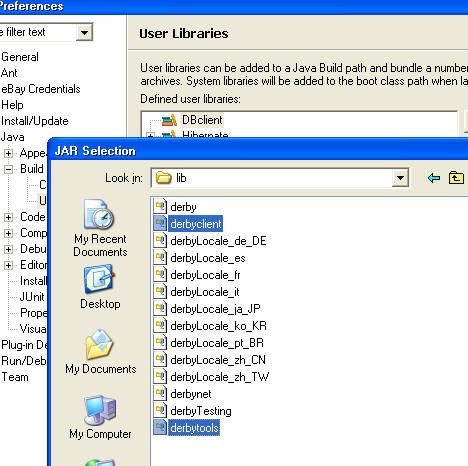 Preferences
e filter text
General
Ant
eBay Credentials
Help
Install/Update
Java
Appea
Build
C
U
Code
Comp
Debu
Editor
Install
JUnit
Prope
Visua
Plug-in De
Run/Deb
Team
User Libraries
User libraries can be added to a Java Build path and bundle a number
archives. System libraries will be added to the boot class path when la
Defined user libraries:
DBclient
Hibernate
JAR Selection
Look in:
lib
My Recent
Documents
Desktop
My Documents
My Computer
derby
derbyclient
derbyLocale_de_DE
derbyLocale_es
derbyLocale_fr
derbyLocale_it
derbyLocale_ja_JP
derbyLocale_ko_KR
derbyLocale_pt_BR
derbyLocale_zh_CN
derbyLocale_zh_TW
derbynet
derbyTesting
derbytools